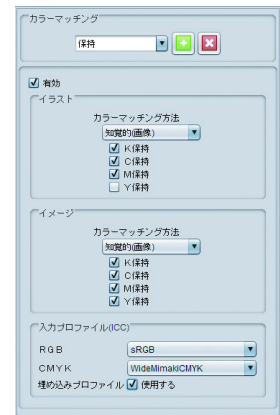 カラーマッチング
保持
有効
イラスト
カラーマッチング方法
知覚的(画像)
K保持
C保持
M保持
Y保持
イメージ
カラーマッチング方法
知覚的(画像)
K保持
C保持
M保持
Y保持
入力プロファイル(ICC)
RGB sRGB
CMYK WideMimakiCMYK
埋め込みプロファイル 使用する